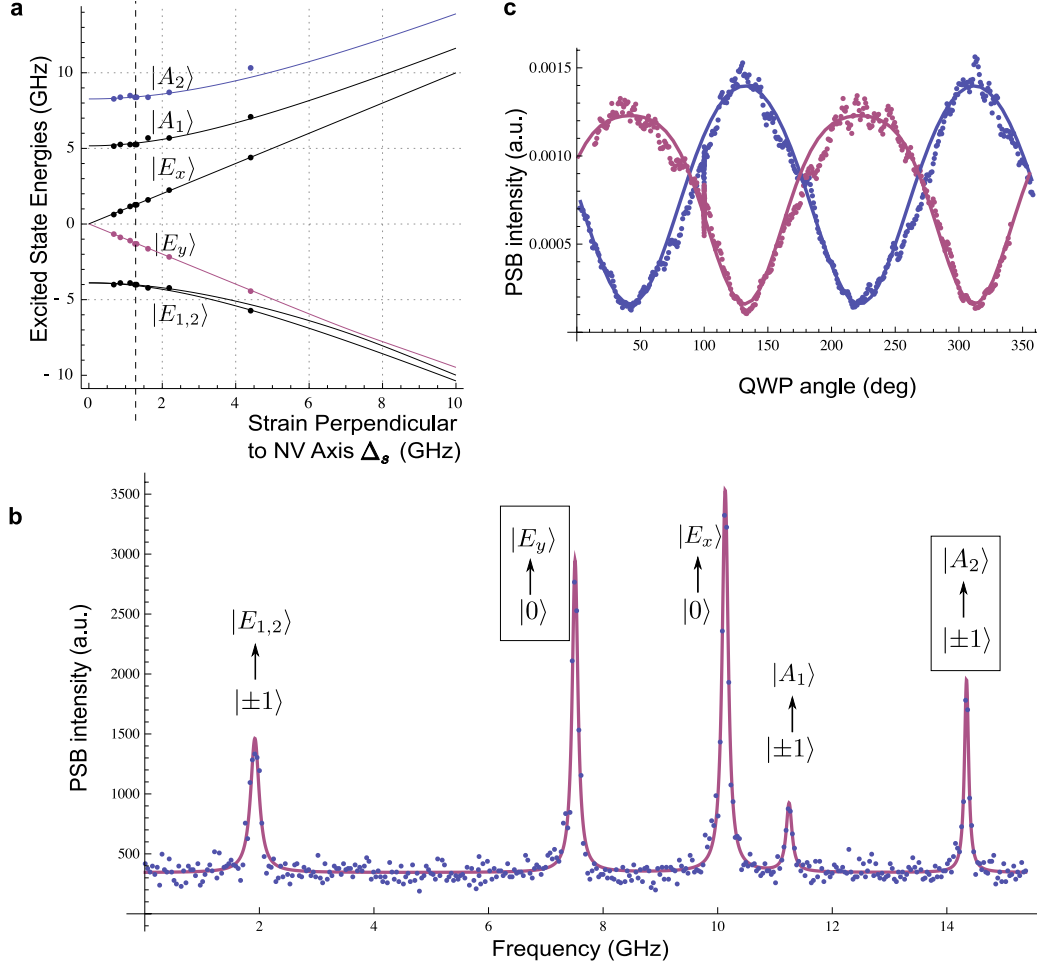 a
Excited State Energies (GHz)
10
5
0
- 5
- 10
|A₂⟩
|A₁⟩
|Eₓ⟩
|E_y⟩
|E₁,₂⟩
0 2 4 6 8 10
Strain Perpendicular
to NV Axis Δₛ (GHz)
c
PSB intensity (a.u.)
0.0015
0.0010
0.0005
50 100 150 200 250 300 350
QWP angle (deg)
b
PSB intensity (a.u.)
3500
3000
2500
2000
1500
1000
500
|E₁,₂⟩
|±1⟩
|E_y⟩
|0⟩
|Eₓ⟩
|0⟩
|A₁⟩
|±1⟩
|A₂⟩
|±1⟩
2 4 6 8 10 12 14
Frequency (GHz)